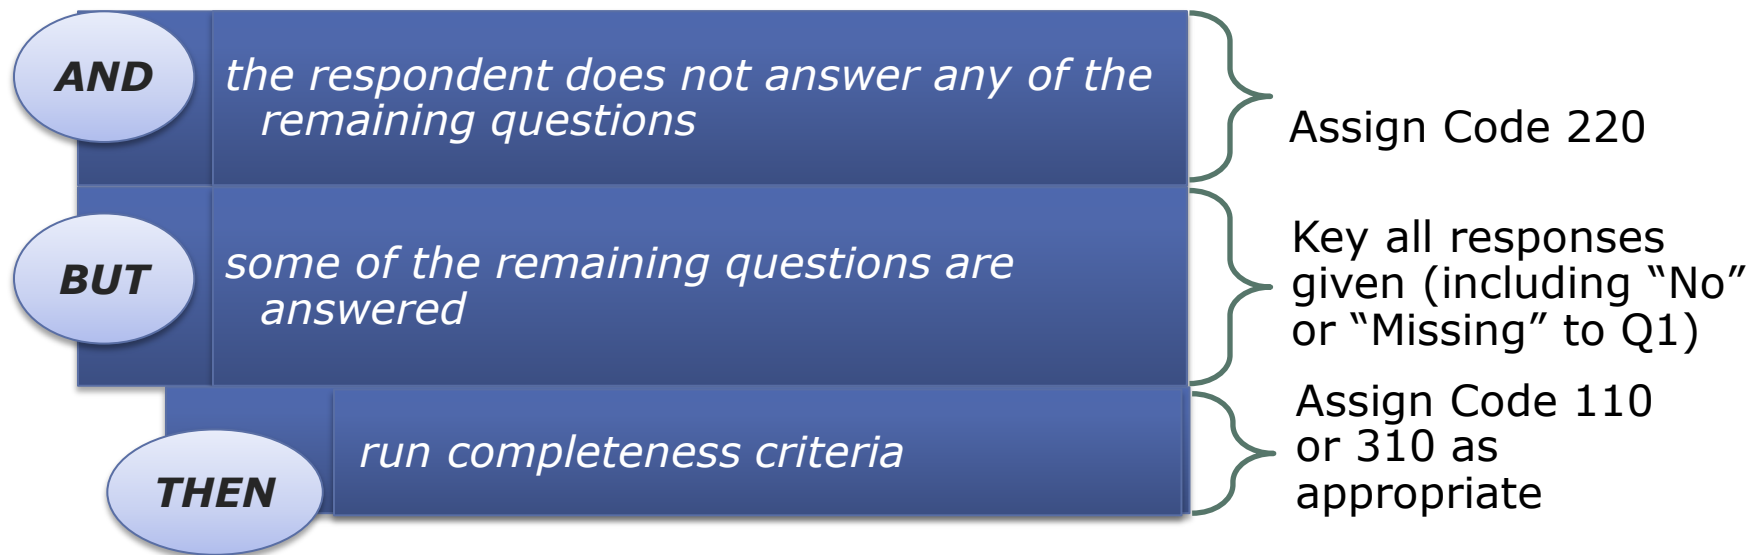 AND
the respondent does not answer any of the
remaining questions
Assign Code 220
BUT
some of the remaining questions are
answered
Key all responses
given (including “No”
or “Missing” to Q1)
THEN
run completeness criteria
Assign Code 110
or 310 as
appropriate